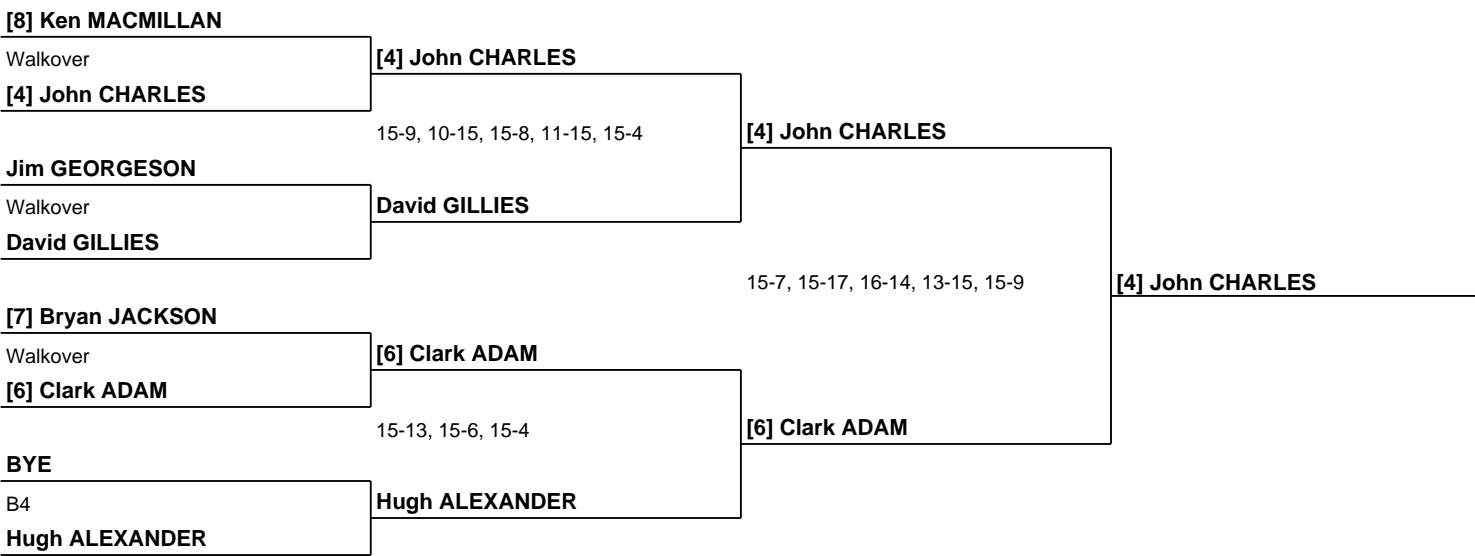 [8] Ken MACMILLAN
Walkover
[4] John CHARLES
[4] John CHARLES
15-9, 10-15, 15-8, 11-15, 15-4
[4] John CHARLES
Jim GEORGESON
Walkover
David GILLIES
David GILLIES
15-7, 15-17, 16-14, 13-15, 15-9
[4] John CHARLES
[7] Bryan JACKSON
Walkover
[6] Clark ADAM
[6] Clark ADAM
15-13, 15-6, 15-4
[6] Clark ADAM
BYE
B4
Hugh ALEXANDER
Hugh ALEXANDER